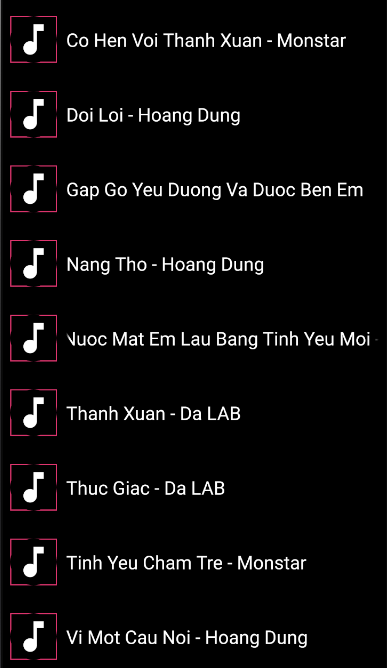 Co Hen Voi Thanh Xuan - Monstar
Doi Loi - Hoang Dung
Gap Go Yeu Duong Va Duoc Ben Em
Nang Tho - Hoang Dung
Nuoc Mat Em Lau Bang Tinh Yeu Moi -
Thanh Xuan - Da LAB
Thuc Giac - Da LAB
Tinh Yeu Cham Tre - Monstar
Vi Mot Cau Noi - Hoang Dung